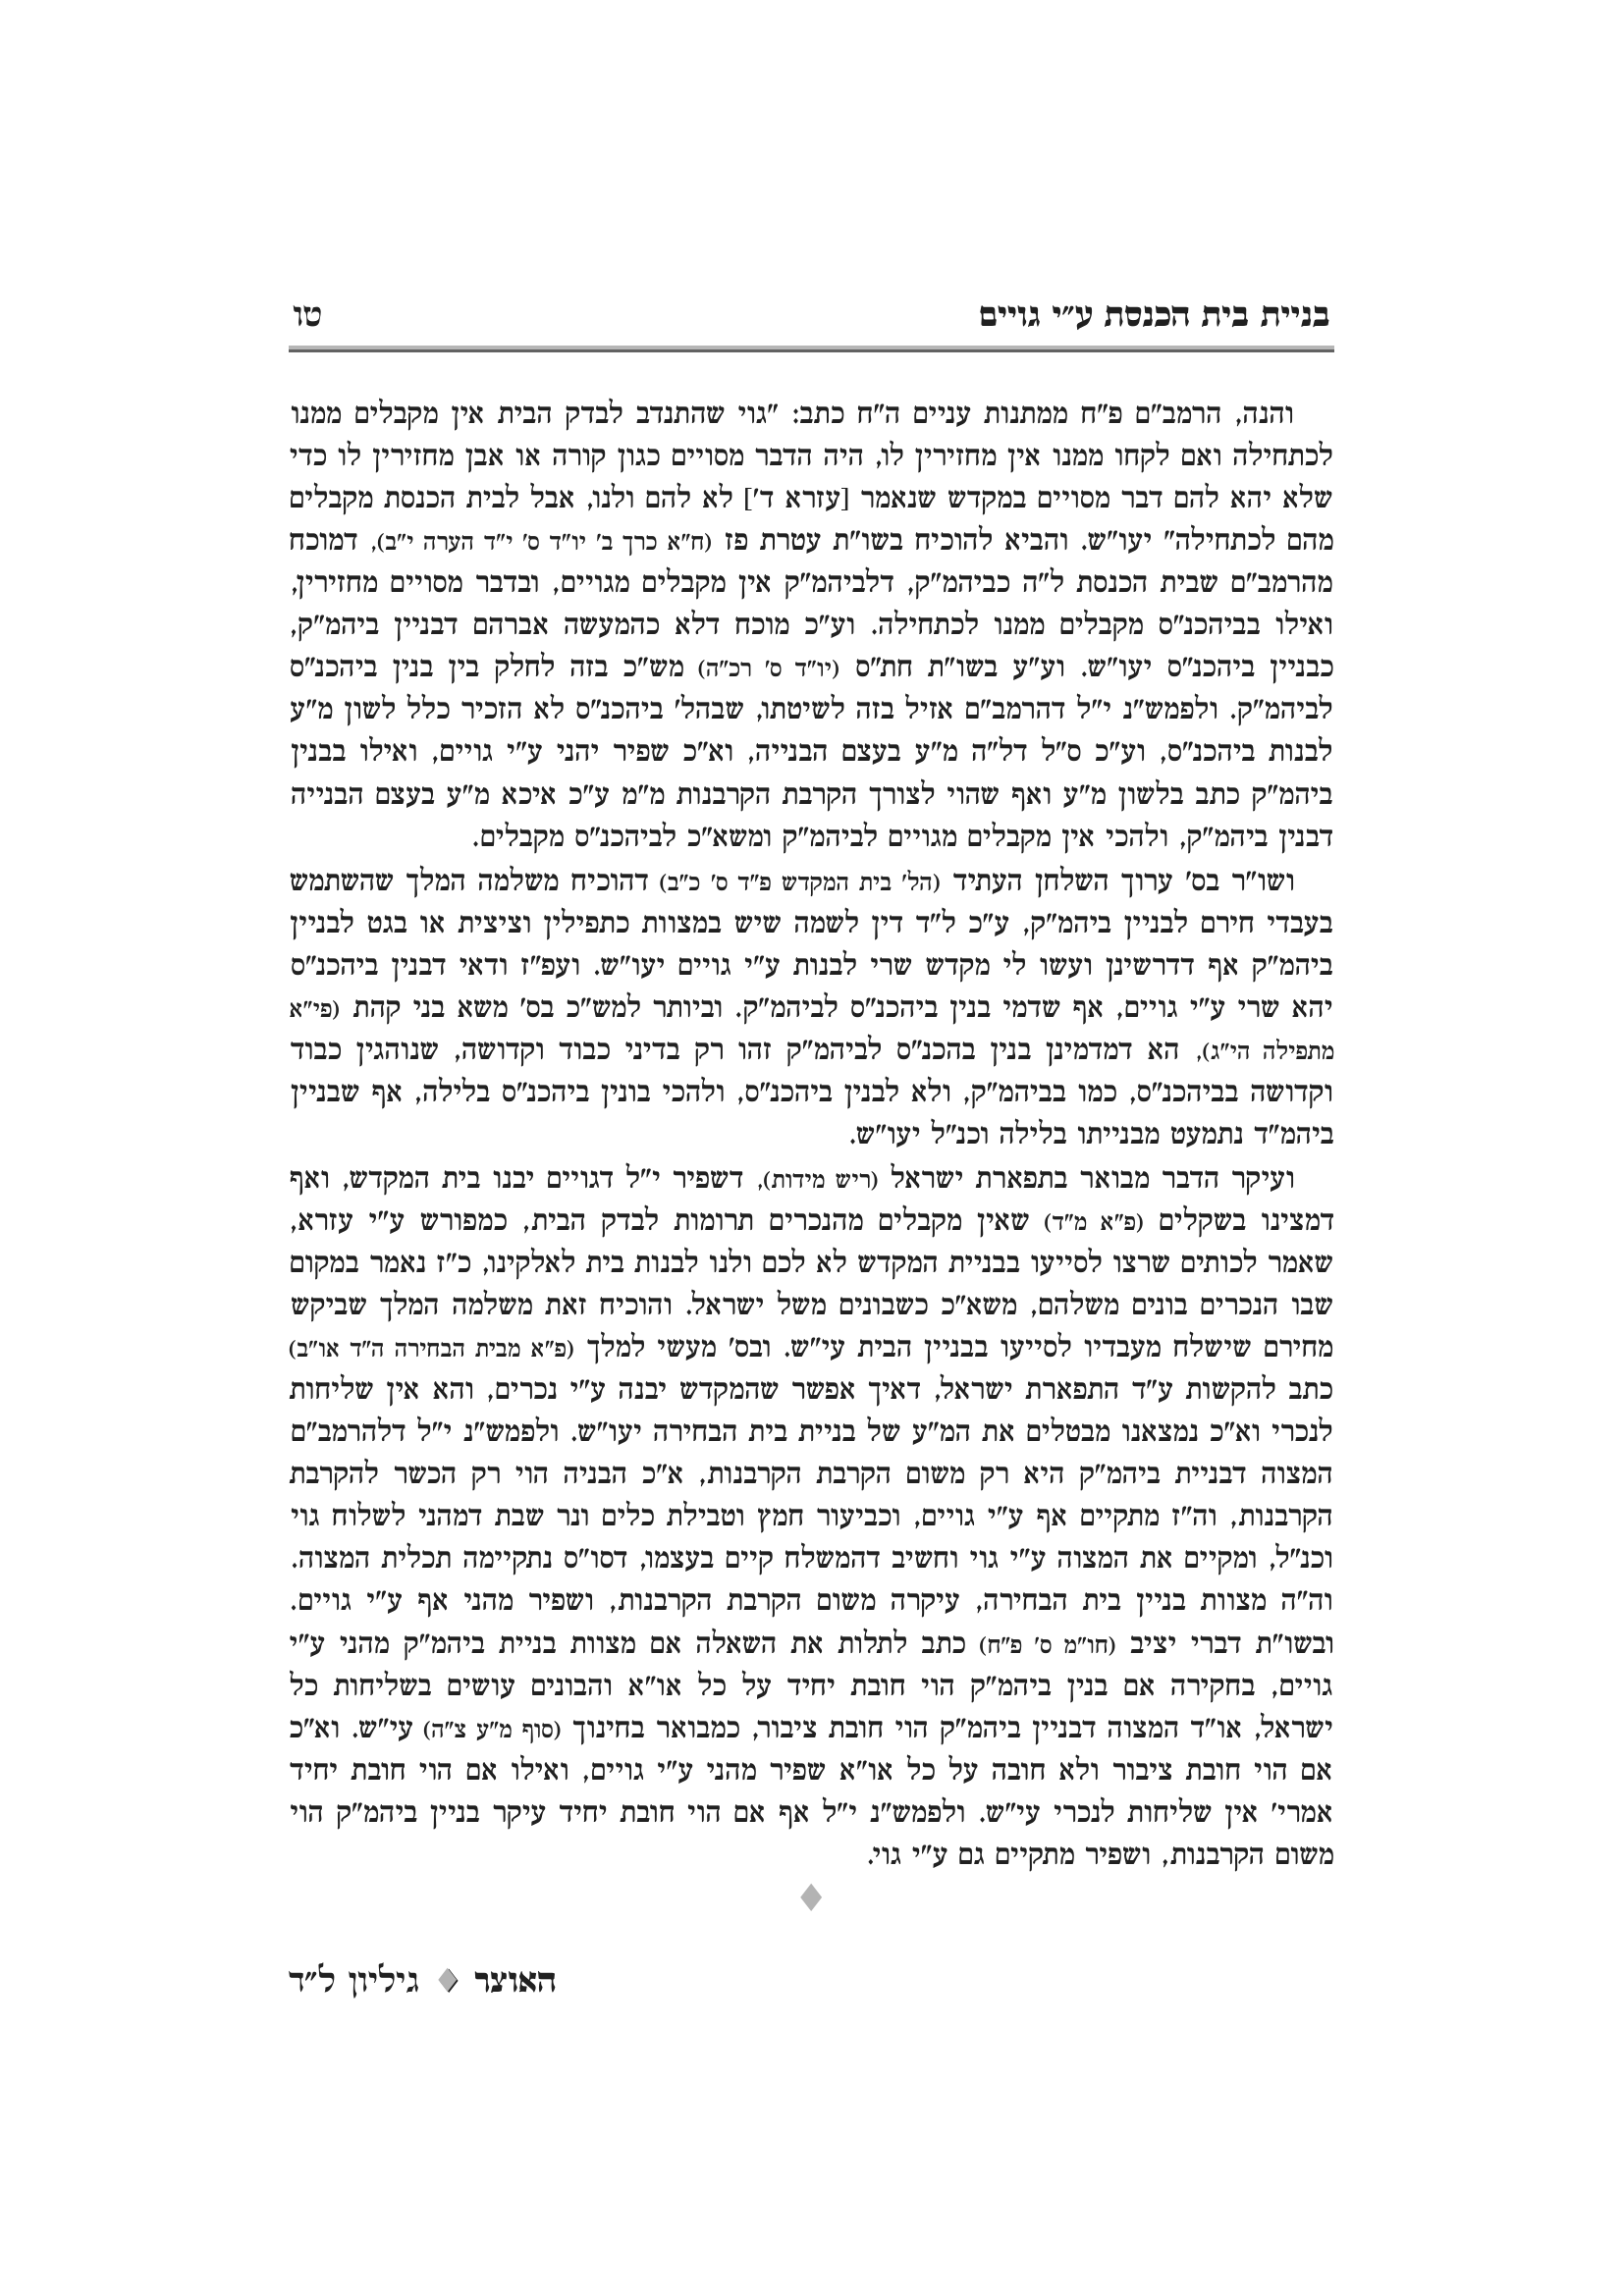 בניית בית הכנסת ע״י גויים
טו
והנה, הרמב״ם פ״ח ממתנות עניים ה״ח כתב: ״גוי שהתנדב לבדק הבית אין מקבלים ממנו
לכתחילה ואם לקחו ממנו אין מחזירין לו, היה הדבר מסויים כגון קורה או אבן מחזירין לו כדי
שלא יהא להם דבר מסויים במקדש שנאמר [עזרא ד׳] לא להם ולנו, אבל לבית הכנסת מקבלים
מהם לכתחילה״ יעו״ש. והביא להוכיח בשו״ת עטרת פז (ח״א כרך ב׳ יו״ד ס׳ י״ד הערה י״ב), דמוכח
מהרמב״ם שבית הכנסת ל״ה כביהמ״ק, דלביהמ״ק אין מקבלים מגויים, ובדבר מסויים מחזירין,
ואילו בביהכנ״ס מקבלים ממנו לכתחילה. וע״כ מוכח דלא כהמעשה אברהם דבניין ביהמ״ק,
כבניין ביהכנ״ס יעו״ש. וע״ע בשו״ת חת״ס (יו״ד ס׳ רכ״ה) מש״כ בזה לחלק בין בנין ביהכנ״ס
לביהמ״ק. ולפמש״נ י״ל דהרמב״ם אזיל בזה לשיטתו, שבהל׳ ביהכנ״ס לא הזכיר כלל לשון מ״ע
לבנות ביהכנ״ס, וע״כ ס״ל דל״ה מ״ע בעצם הבנייה, וא״כ שפיר יהני ע״י גויים, ואילו בבנין
ביהמ״ק כתב בלשון מ״ע ואף שהוי לצורך הקרבת הקרבנות מ״מ ע״כ איכא מ״ע בעצם הבנייה
דבנין ביהמ״ק, ולהכי אין מקבלים מגויים לביהמ״ק ומשא״כ לביהכנ״ס מקבלים.
ושו״ר בס׳ ערוך השלחן העתיד (הל׳ בית המקדש פ״ד ס׳ כ״ב) דהוכיח משלמה המלך שהשתמש
בעבדי חירם לבניין ביהמ״ק, ע״כ ל״ד דין לשמה שיש במצוות כתפילין וציצית או בגט לבניין
ביהמ״ק אף דדרשינן ועשו לי מקדש שרי לבנות ע״י גויים יעו״ש. ועפ״ז ודאי דבנין ביהכנ״ס
יהא שרי ע״י גויים, אף שדמי בנין ביהכנ״ס לביהמ״ק. וביותר למש״כ בס׳ משא בני קהת (פי״א
מתפילה הי״ג), הא דמדמינן בנין בהכנ״ס לביהמ״ק זהו רק בדיני כבוד וקדושה, שנוהגין כבוד
וקדושה בביהכנ״ס, כמו בביהמ״ק, ולא לבנין ביהכנ״ס, ולהכי בונין ביהכנ״ס בלילה, אף שבניין
ביהמ״ד נתמעט מבנייתו בלילה וכנ״ל יעו״ש.
ועיקר הדבר מבואר בתפארת ישראל (ריש מידות), דשפיר י״ל דגויים יבנו בית המקדש, ואף
דמצינו בשקלים (פ״א מ״ד) שאין מקבלים מהנכרים תרומות לבדק הבית, כמפורש ע״י עזרא,
שאמר לכותים שרצו לסייעו בבניית המקדש לא לכם ולנו לבנות בית לאלקינו, כ״ז נאמר במקום
שבו הנכרים בונים משלהם, משא״כ כשבונים משל ישראל. והוכיח זאת משלמה המלך שביקש
מחירם שישלח מעבדיו לסייעו בבניין הבית עי״ש. ובס׳ מעשי למלך (פ״א מבית הבחירה ה״ד או״ב)
כתב להקשות ע״ד התפארת ישראל, דאיך אפשר שהמקדש יבנה ע״י נכרים, והא אין שליחות
לנכרי וא״כ נמצאנו מבטלים את המ״ע של בניית בית הבחירה יעו״ש. ולפמש״נ י״ל דלהרמב״ם
המצוה דבניית ביהמ״ק היא רק משום הקרבת הקרבנות, א״כ הבניה הוי רק הכשר להקרבת
הקרבנות, וה״ז מתקיים אף ע״י גויים, וכביעור חמץ וטבילת כלים ונר שבת דמהני לשלוח גוי
וכנ״ל, ומקיים את המצוה ע״י גוי וחשיב דהמשלח קיים בעצמו, דסו״ס נתקיימה תכלית המצוה.
וה״ה מצוות בניין בית הבחירה, עיקרה משום הקרבת הקרבנות, ושפיר מהני אף ע״י גויים.
ובשו״ת דברי יציב (חו״מ ס׳ פ״ח) כתב לתלות את השאלה אם מצוות בניית ביהמ״ק מהני ע״י
גויים, בחקירה אם בנין ביהמ״ק הוי חובת יחיד על כל או״א והבונים עושים בשליחות כל
ישראל, או״ד המצוה דבניין ביהמ״ק הוי חובת ציבור, כמבואר בחינוך (סוף מ״ע צ״ה) עי״ש. וא״כ
אם הוי חובת ציבור ולא חובה על כל או״א שפיר מהני ע״י גויים, ואילו אם הוי חובת יחיד
אמרי׳ אין שליחות לנכרי עי״ש. ולפמש״נ י״ל אף אם הוי חובת יחיד עיקר בניין ביהמ״ק הוי
משום הקרבנות, ושפיר מתקיים גם ע״י גוי.
האוצר ♦ גיליון ל״ד